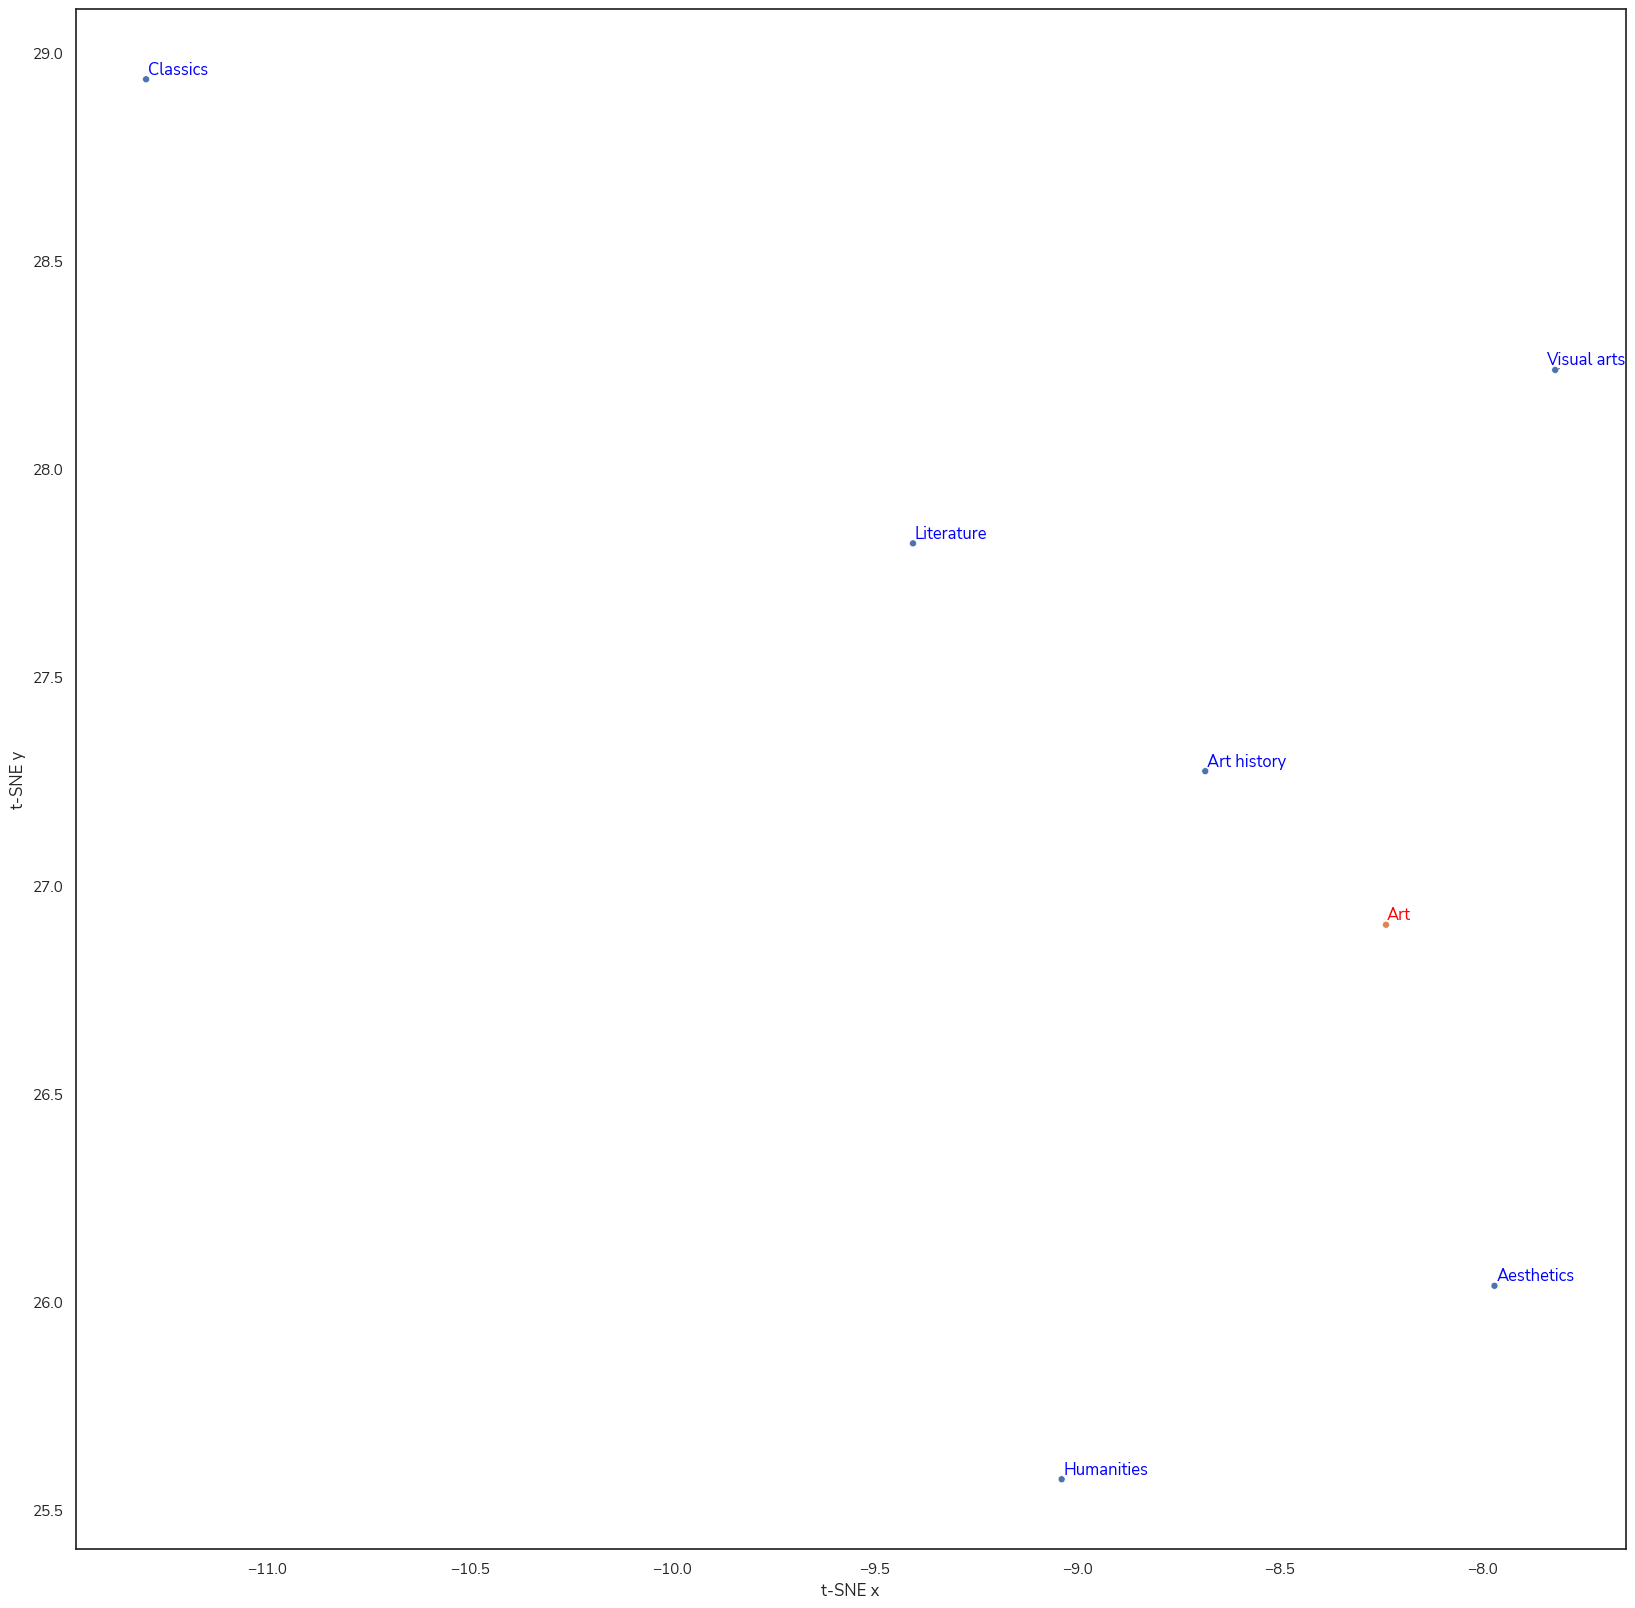 29.0
Classics
28.5
Visual arts
28.0
Literature
27.5
Art history
t-SNE y
27.0
Art
26.5
Aesthetics
26.0
Humanities
25.5
−11.0 −10.5 −10.0 −9.5 −9.0 −8.5 −8.0
t-SNE x